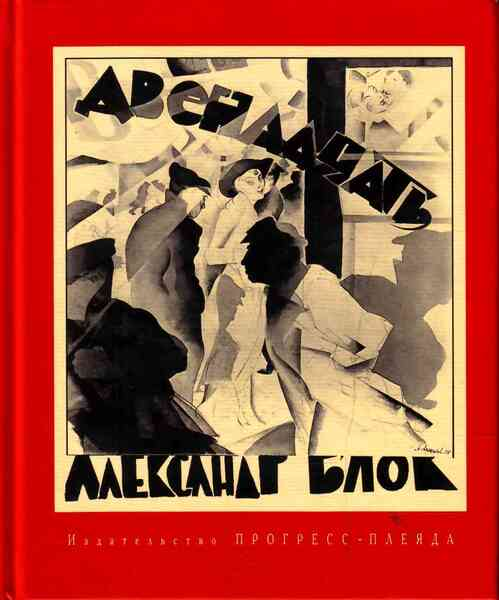 ДВЕНАДЦАТЬ
АЛЕКСАНДР БЛОК
Издательство ПРОГРЕСС-ПЛЕЯДА